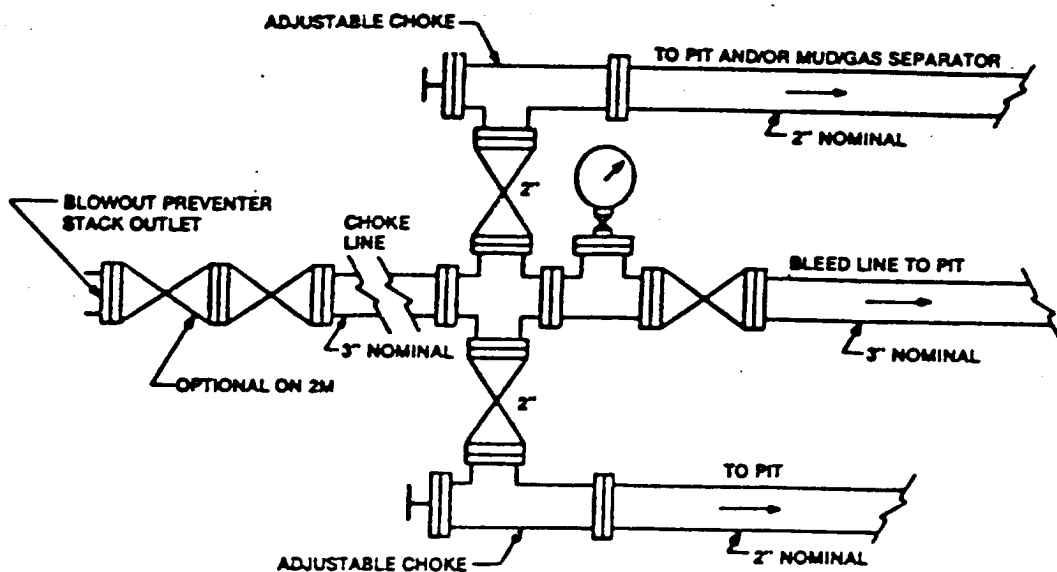 ADJUSTABLE CHOKE
TO PIT AND/OR MUD/GAS SEPARATOR
2" NOMINAL
2"
BLOWOUT PREVENTER
STACK OUTLET
CHOKE
LINE
BLEED LINE TO PIT
3" NOMINAL
3" NOMINAL
OPTIONAL ON 2M
2"
TO PIT
ADJUSTABLE CHOKE
2" NOMINAL